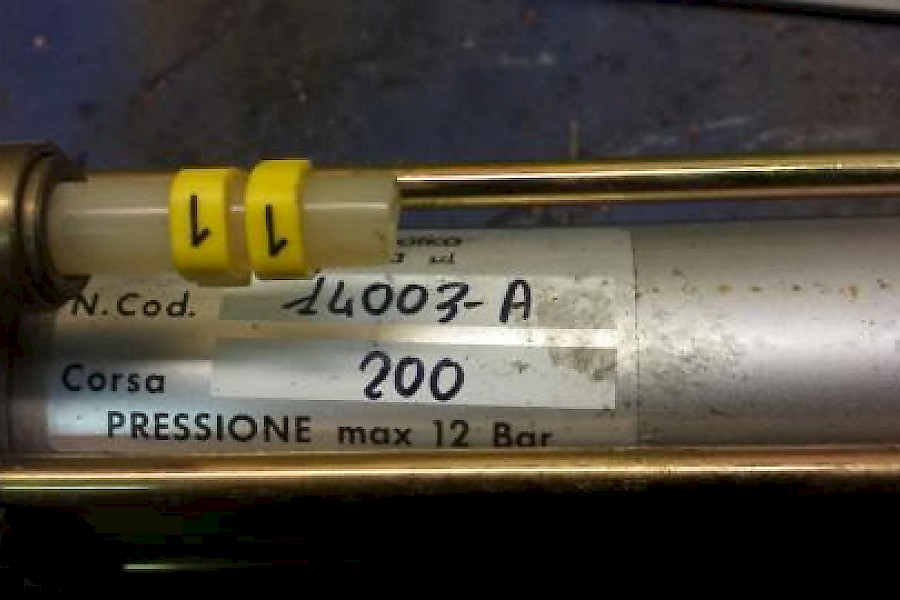 1 1
N.Cod. 14003-A
Corsa 200
PRESSIONE max 12 Bar